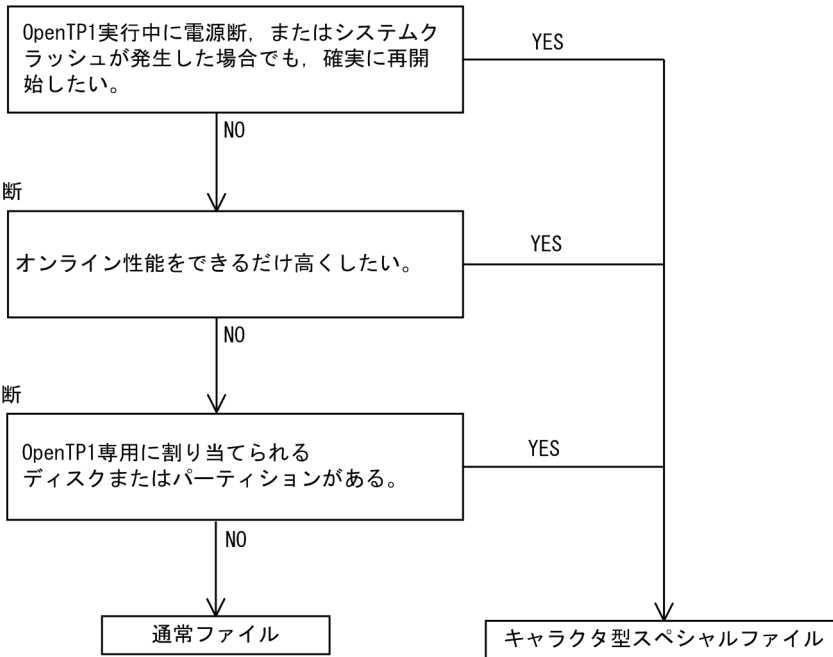 OpenTP1実行中に電源断，またはシステムク
ラッシュが発生した場合でも，確実に再開
始したい。
YES
NO
断
オンライン性能をできるだけ高くしたい。
YES
NO
断
OpenTP1専用に割り当てられる
ディスクまたはパーティションがある。
YES
NO
通常ファイル
キャラクタ型スペシャルファイル